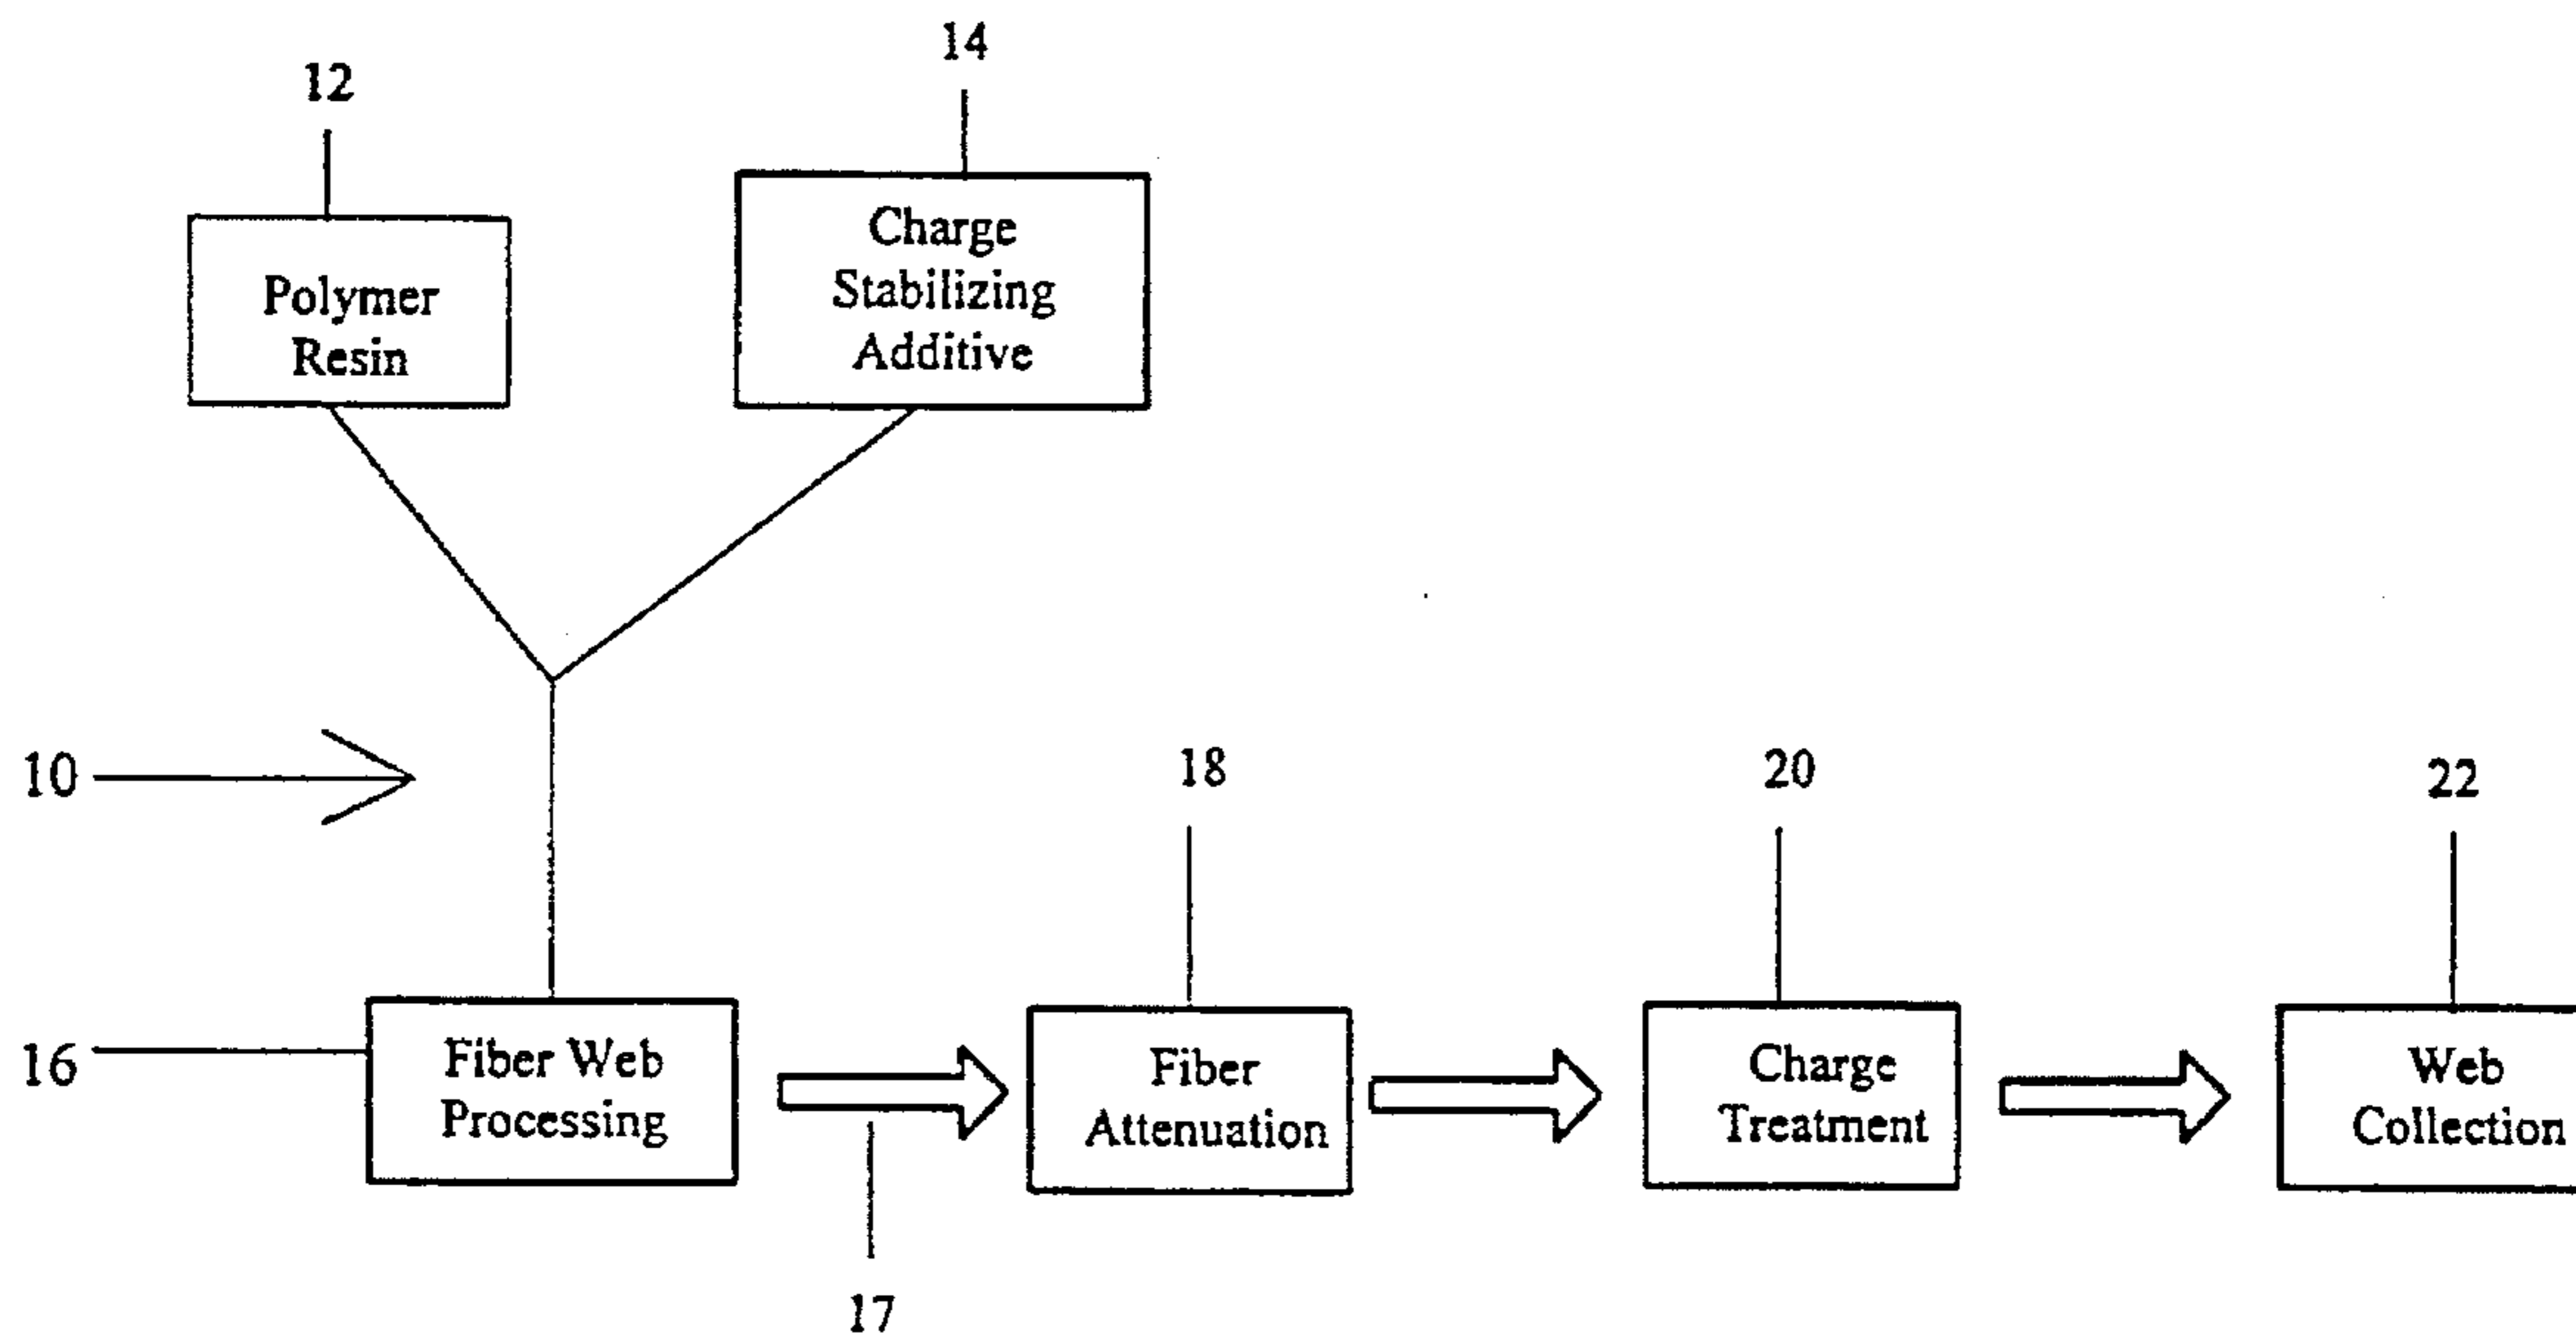 14
12
Charge
Stabilizing
Additive
Polymer
Resin
10
18
20
22
16
Fiber Web
Processing
Fiber
Attenuation
Charge
Treatment
Web
Collection
17